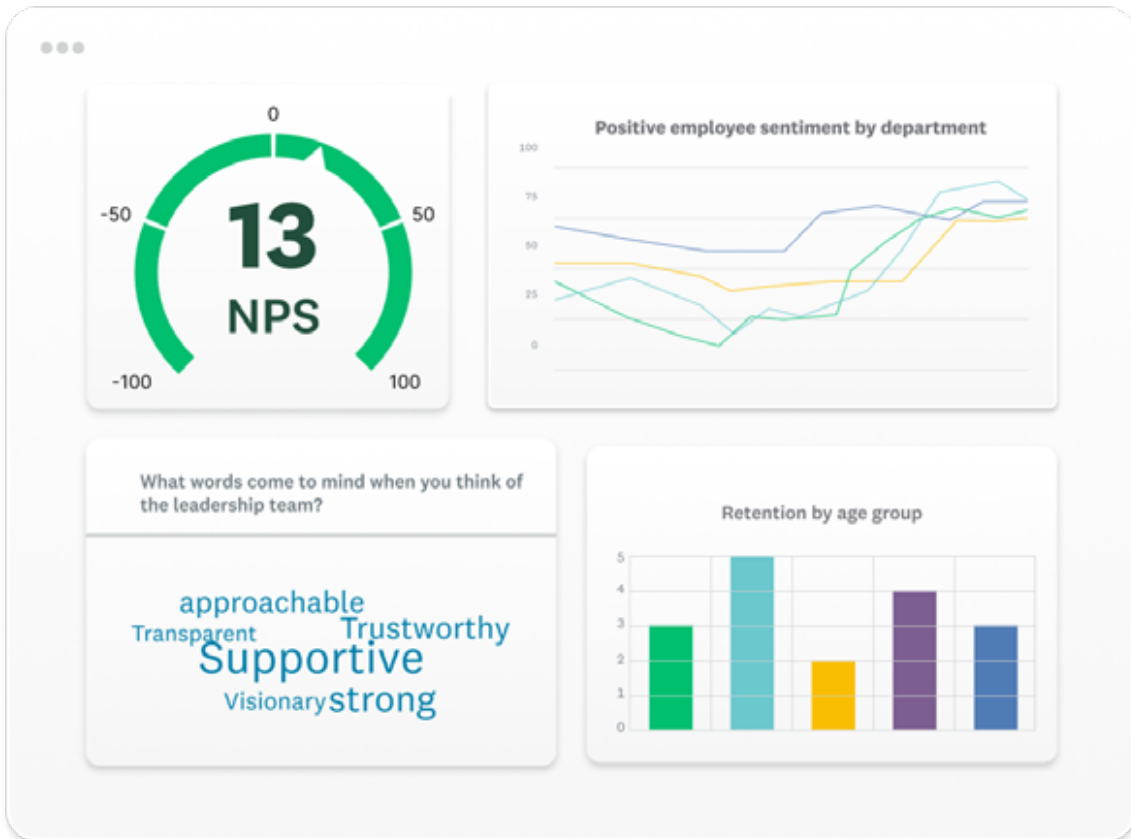 0
-50
50
13
NPS
-100
100
Positive employee sentiment by department
100
75
50
25
0
What words come to mind when you think of
the leadership team?
approachable
Transparent
Trustworthy
Supportive
Visionary
strong
Retention by age group
5
4
3
2
1
0